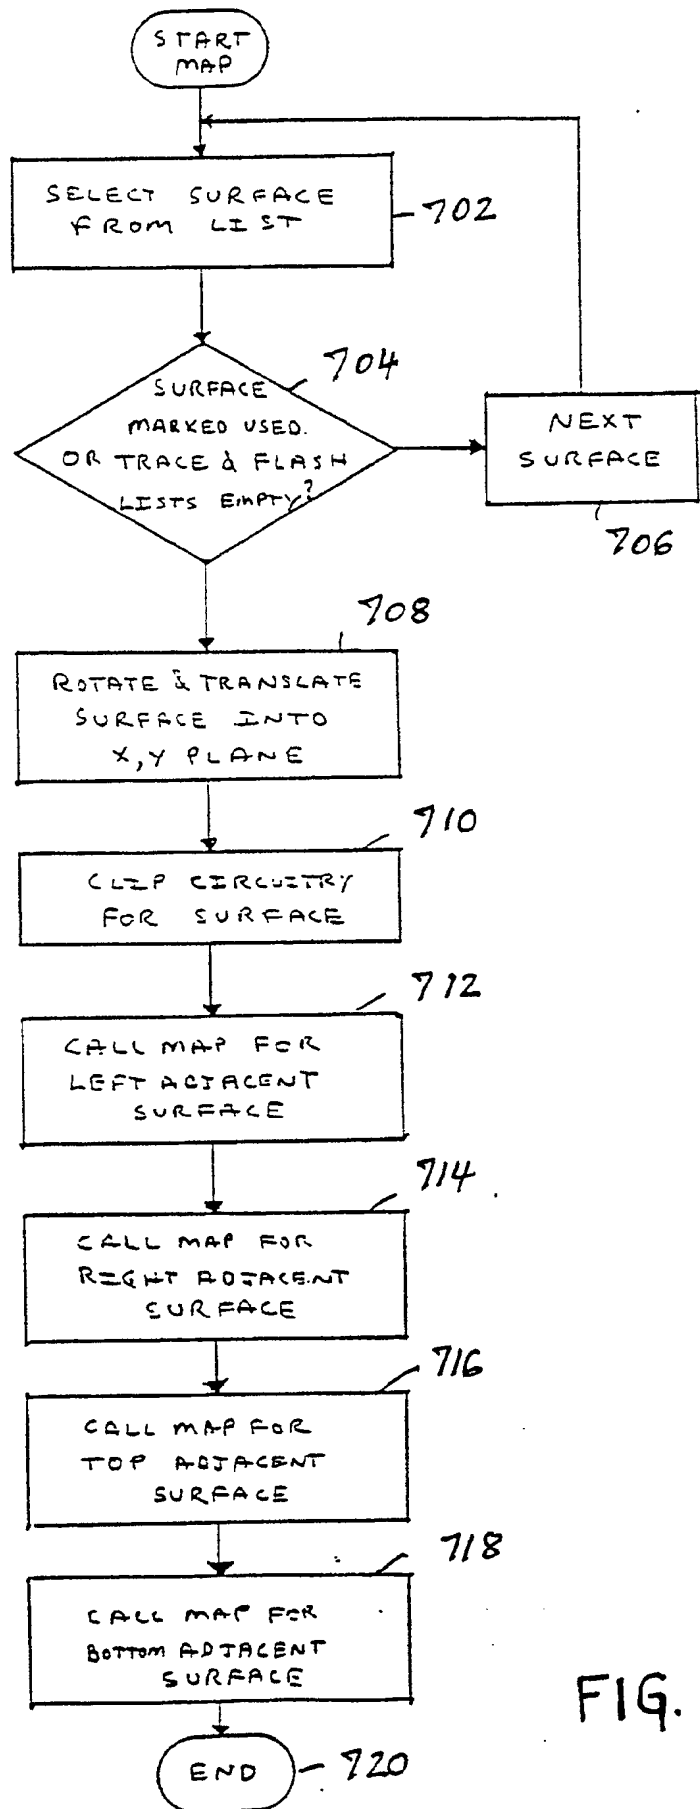 START
MAP
SELECT SURFACE
FROM LIST
702
704
SURFACE
MARKED USED.
OR TRACE & FLASH
LISTS EMPTY?
NEXT
SURFACE
706
708
ROTATE & TRANSLATE
SURFACE INTO
X,Y PLANE
710
CLIP CIRCUITRY
FOR SURFACE
712
CALL MAP FOR
LEFT ADJACENT
SURFACE
714
CALL MAP FOR
RIGHT ADJACENT
SURFACE
716
CALL MAP FOR
TOP ADJACENT
SURFACE
718
CALL MAP FOR
BOTTOM ADJACENT
SURFACE
FIG.
END
720